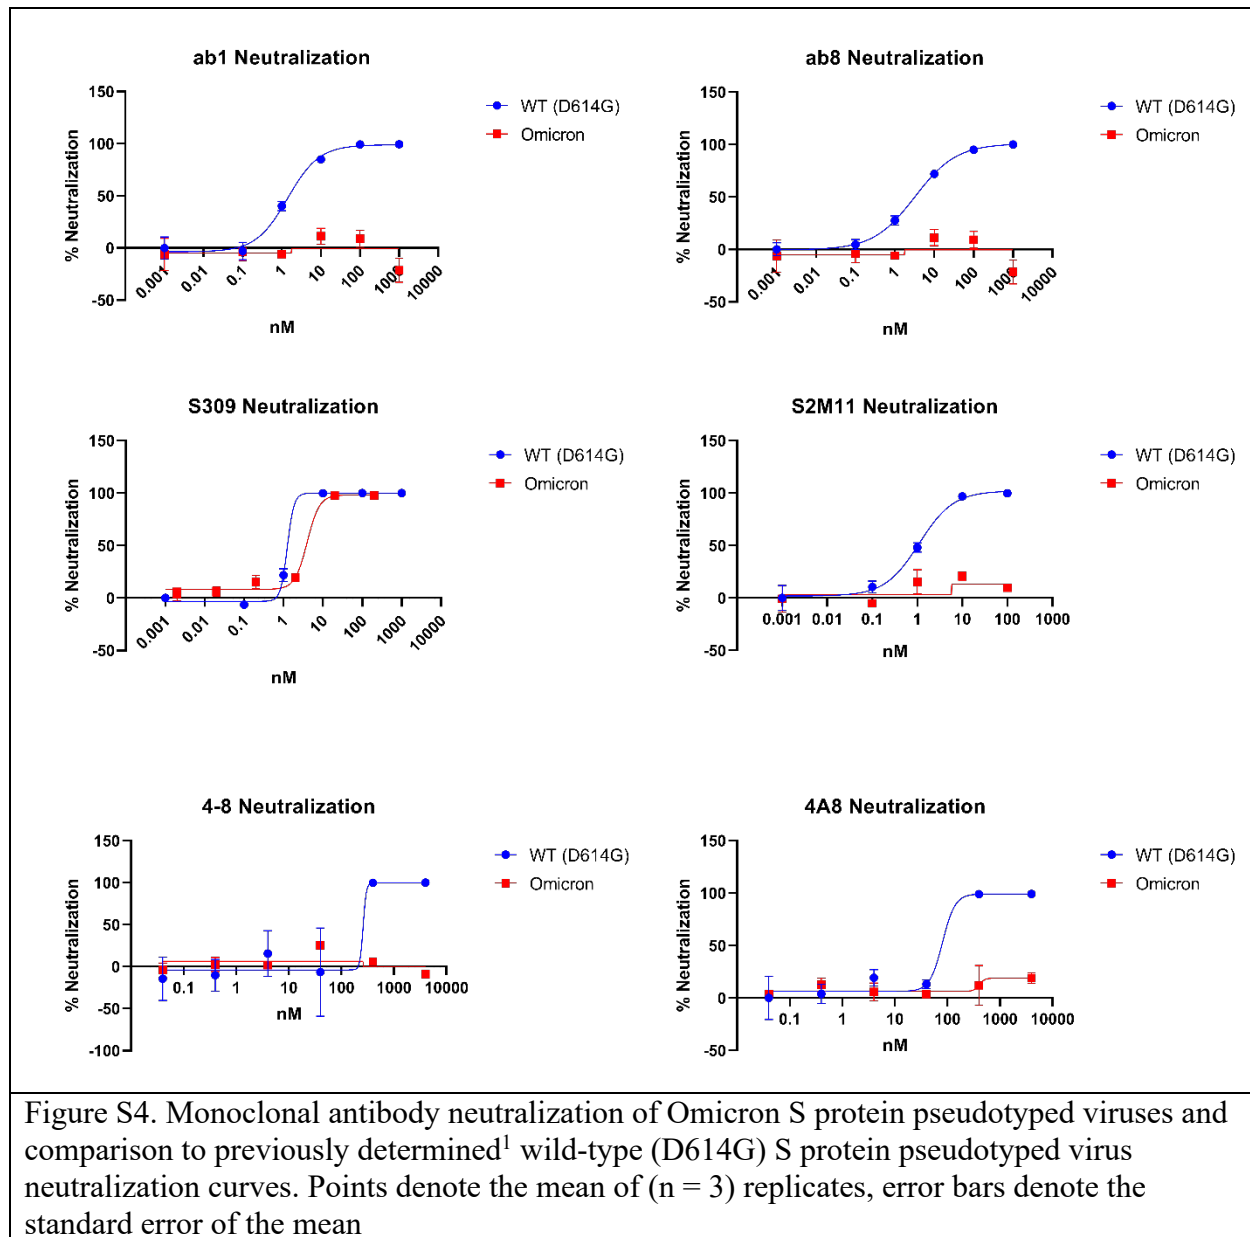 ab1 Neutralization
150
100
50
0
-50
% Neutralization
0.001
0.01
0.1
1
10
100
1000
10000
nM
WT (D614G)
Omicron
ab8 Neutralization
150
100
50
0
-50
% Neutralization
0.001
0.01
0.1
1
10
100
1000
10000
nM
WT (D614G)
Omicron
S309 Neutralization
150
100
50
0
-50
% Neutralization
0.001
0.01
0.1
1
10
100
1000
10000
nM
WT (D614G)
Omicron
S2M11 Neutralization
150
100
50
0
-50
% Neutralization
0.001
0.01
0.1
1
10
100
1000
nM
WT (D614G)
Omicron
4-8 Neutralization
150
100
50
0
-50
-100
% Neutralization
0.1
1
10
100
1000
10000
nM
WT (D614G)
Omicron
4A8 Neutralization
150
100
50
0
-50
% Neutralization
0.1
1
10
100
1000
10000
nM
WT (D614G)
Omicron
Figure S4. Monoclonal antibody neutralization of Omicron S protein pseudotyped viruses and
comparison to previously determined¹ wild-type (D614G) S protein pseudotyped virus
neutralization curves. Points denote the mean of (n = 3) replicates, error bars denote the
standard error of the mean